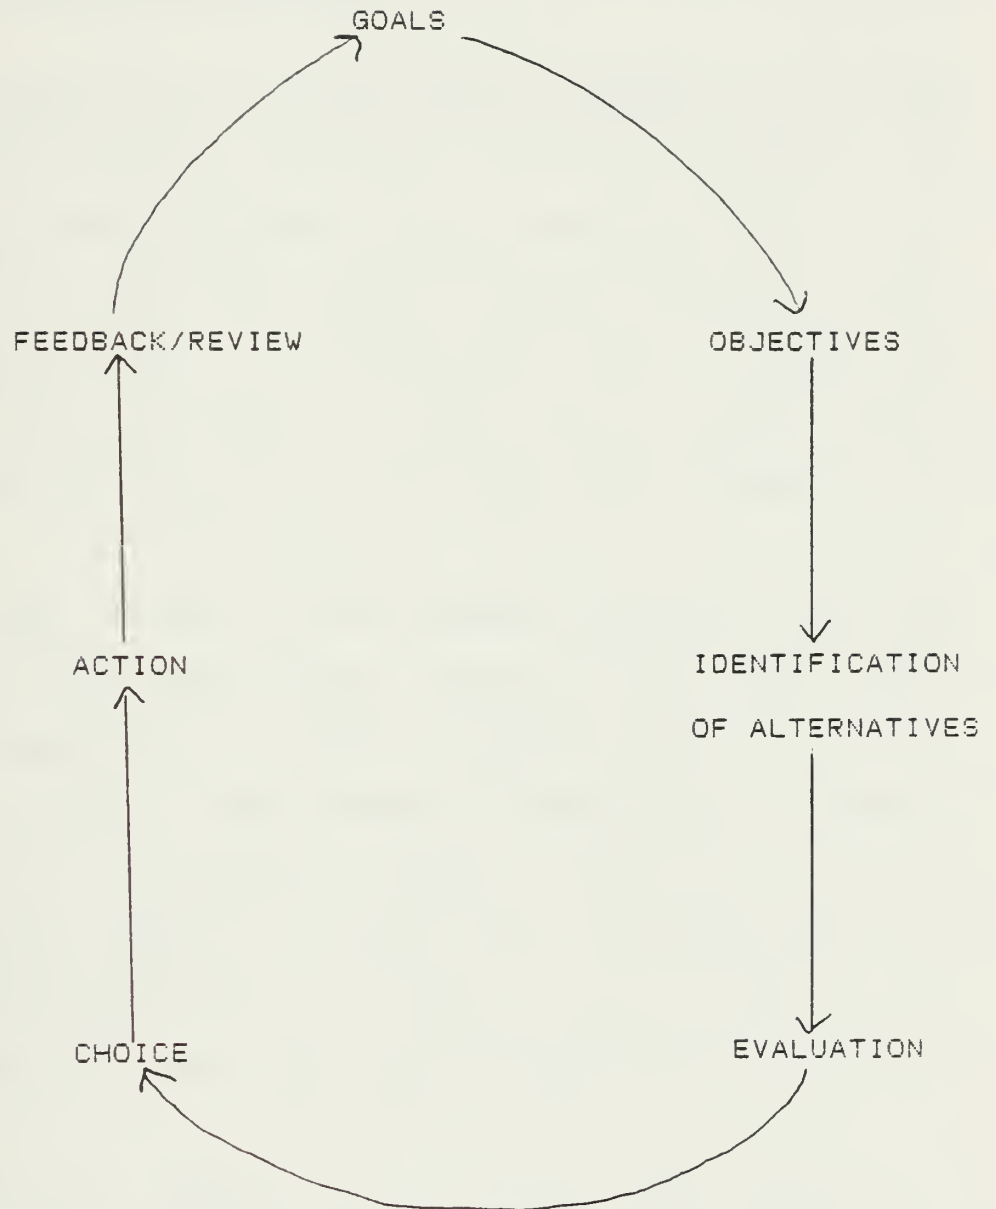 GOALS
FEEDBACK/REVIEW
OBJECTIVES
ACTION
IDENTIFICATION
OF ALTERNATIVES
CHOICE
EVALUATION